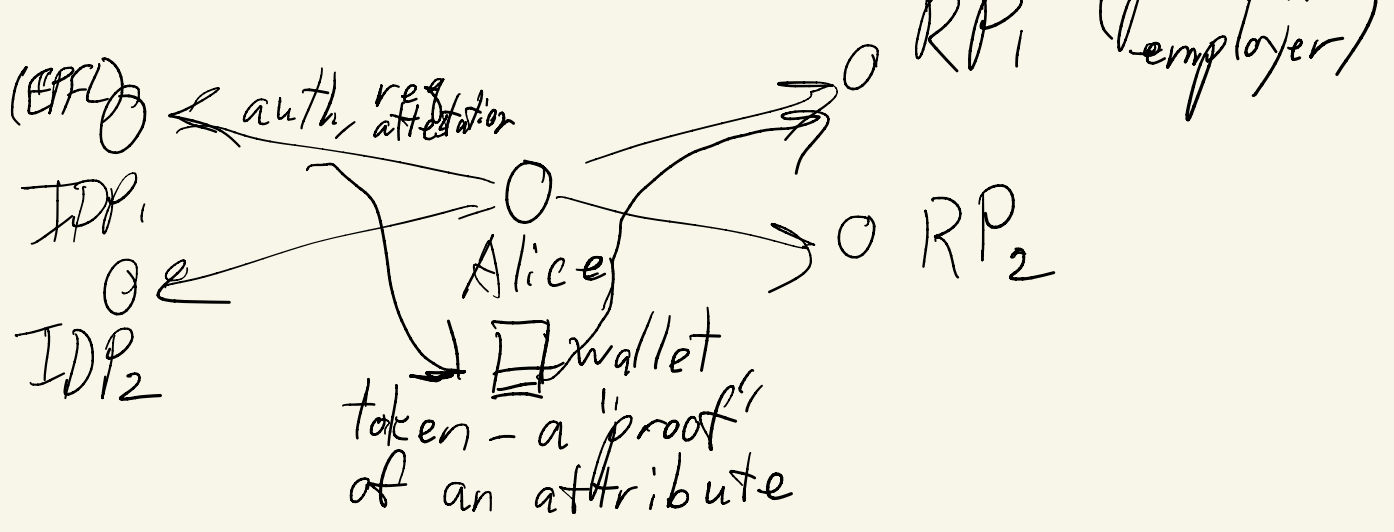 RP1
employer)
(EPFL)
auth, req
attestation
IDP1
Alice
RP2
IDP2
wallet
token - a "proof"
of an attribute